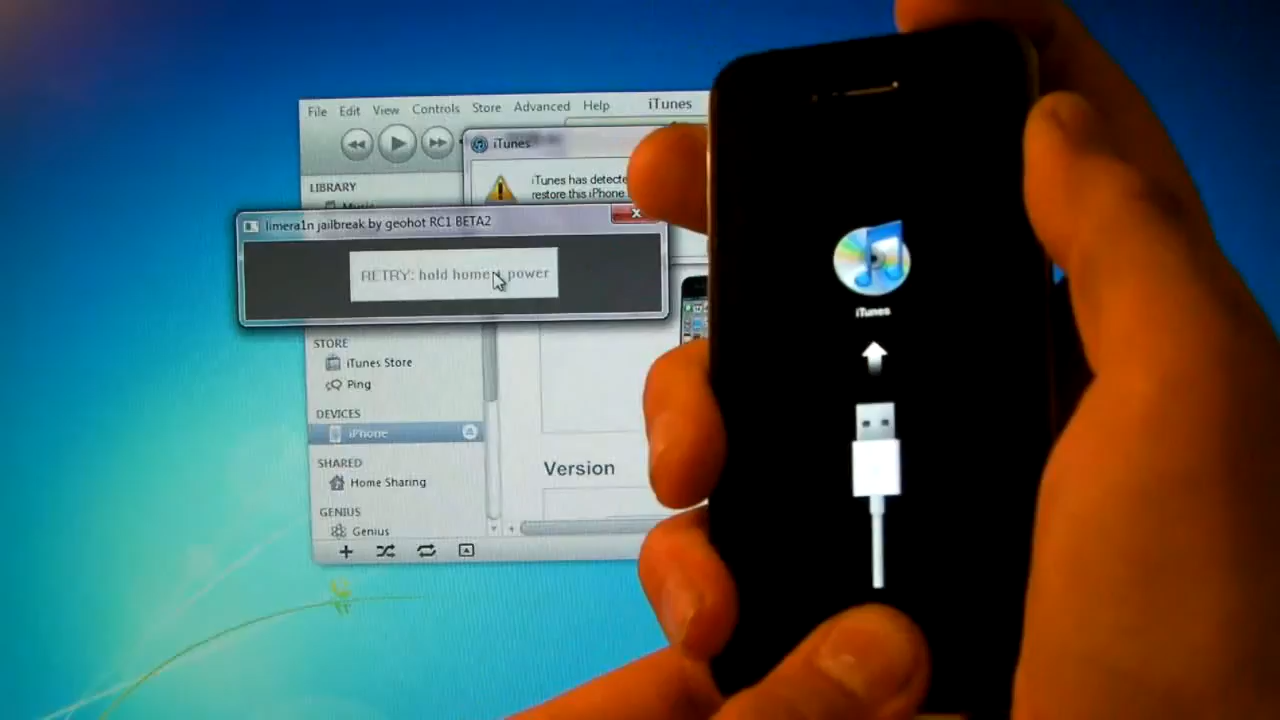 File Edit View Controls Store Advanced Help
iTunes
iTunes
LIBRARY
iTunes has detecte
restore this iPhone
limera1n jailbreak by geohot RC1 BETA2
RETRY: hold home+ power
STORE
iTunes Store
Ping
DEVICES
iPhone
SHARED
Home Sharing
GENIUS
Genius
Version
iTunes